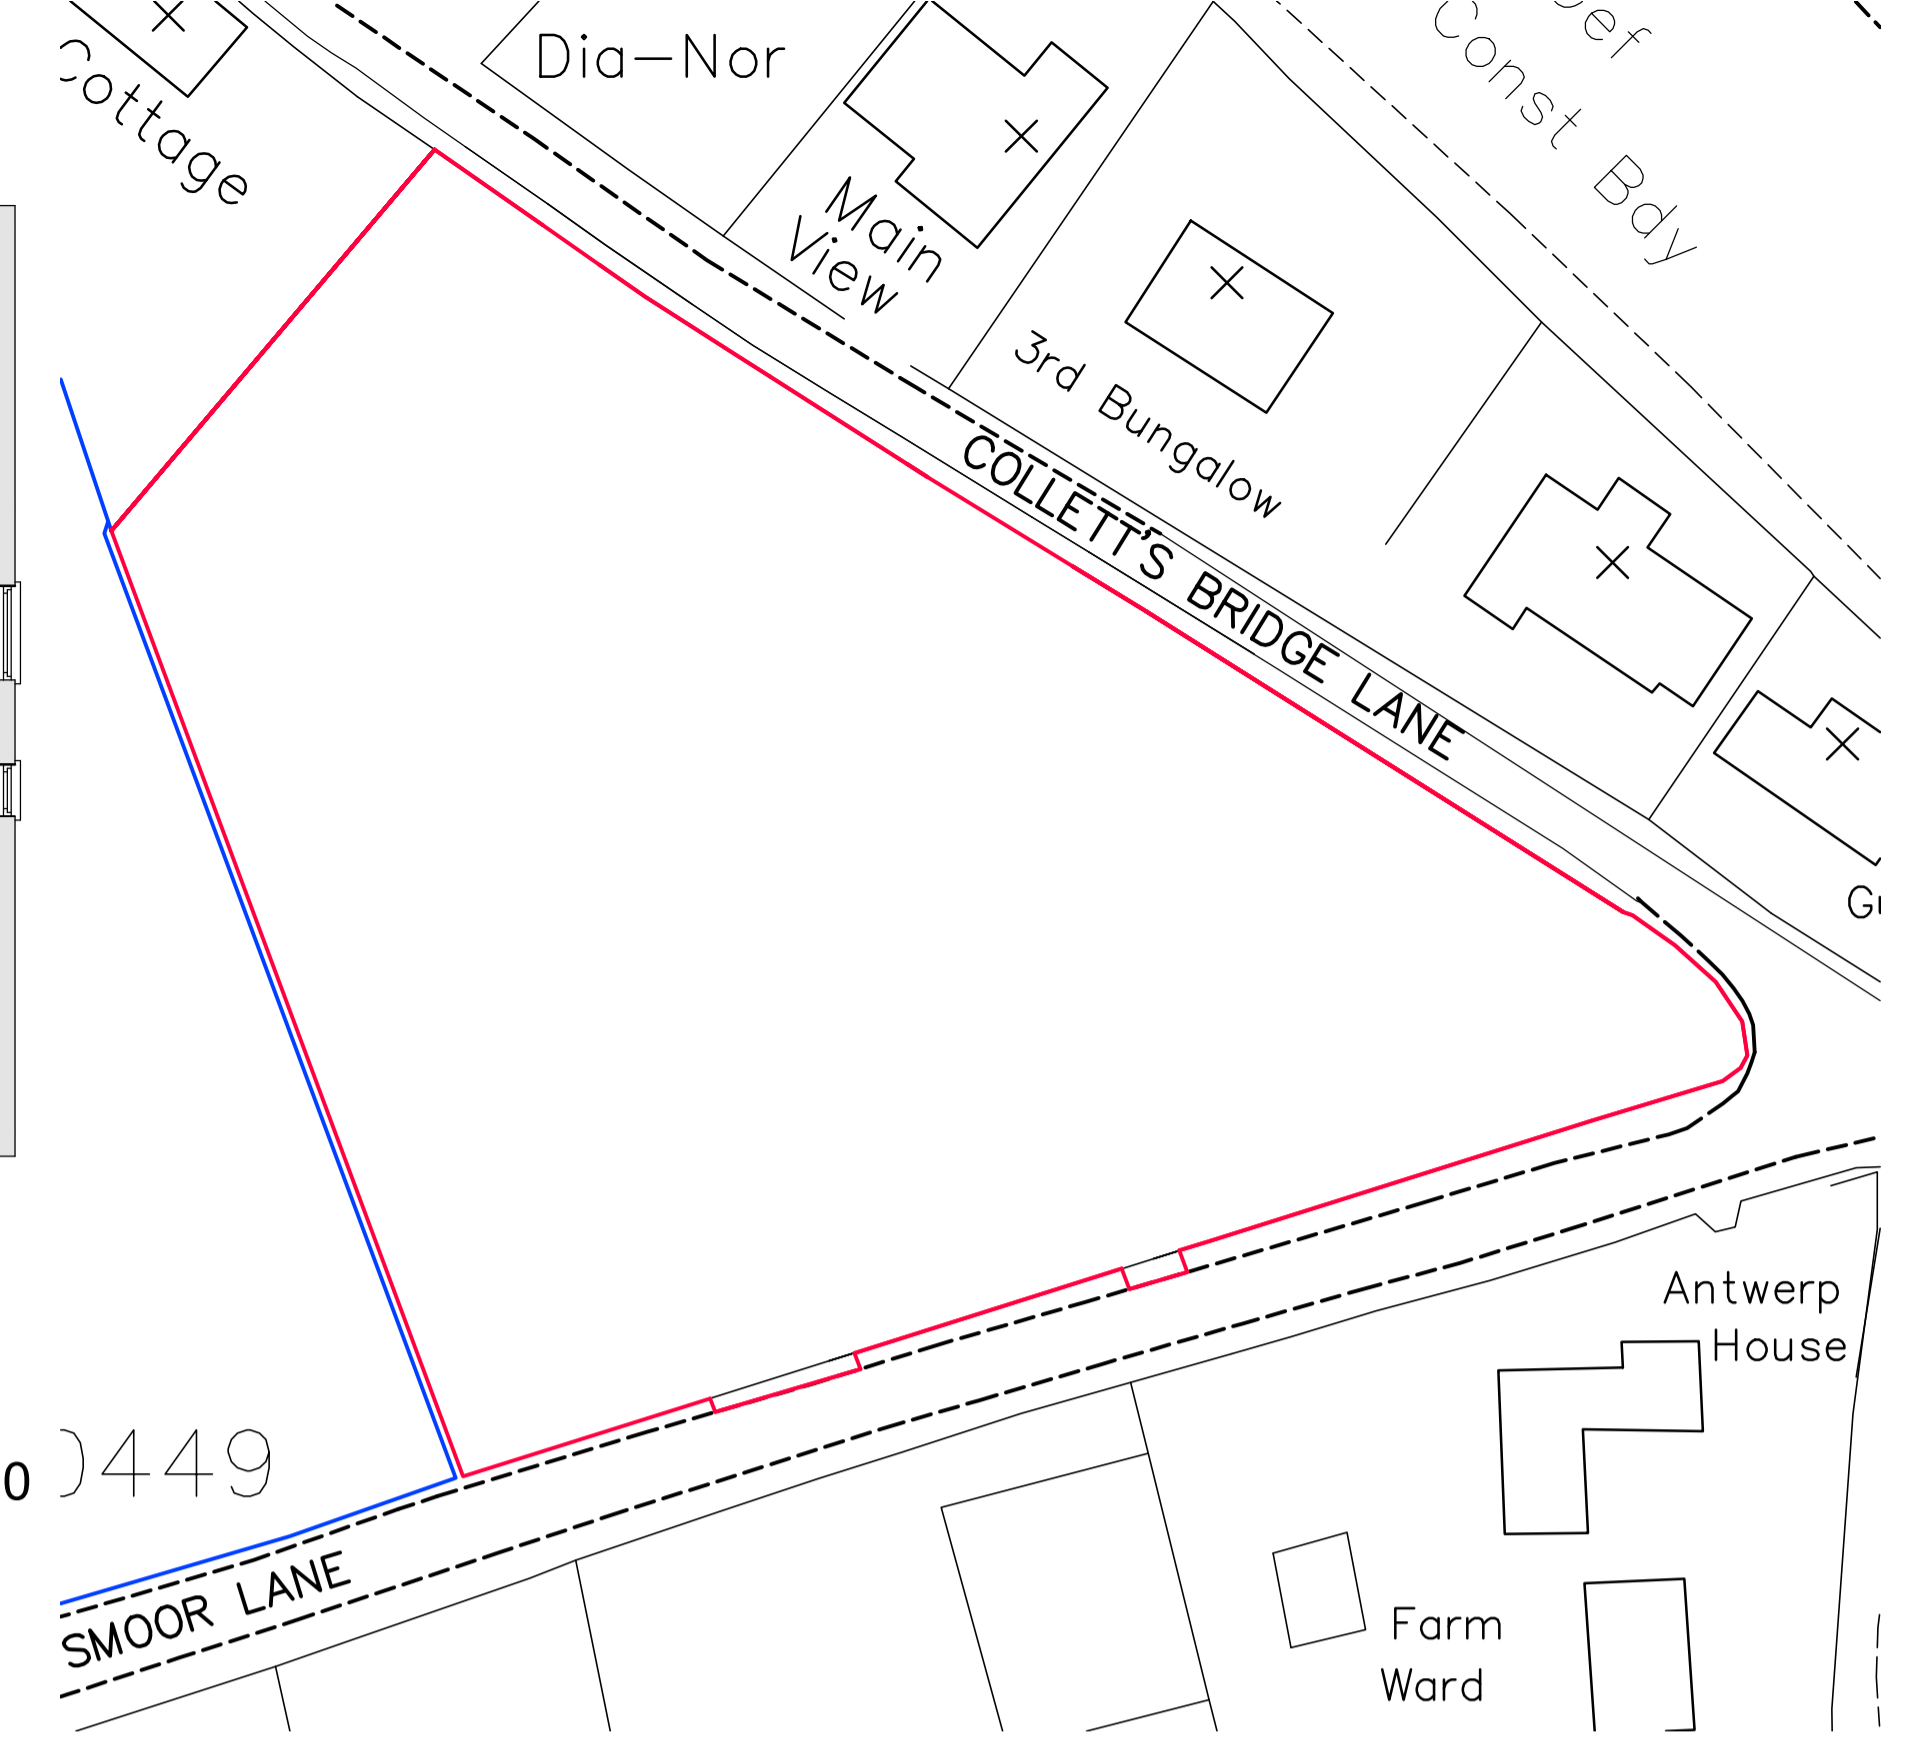 Cottage
Dia-Nor
Main
View
3rd Bungalow
Const Bdy
COLLETT'S BRIDGE LANE
Antwerp
House
449
0
SMOOR LANE
Farm
Ward